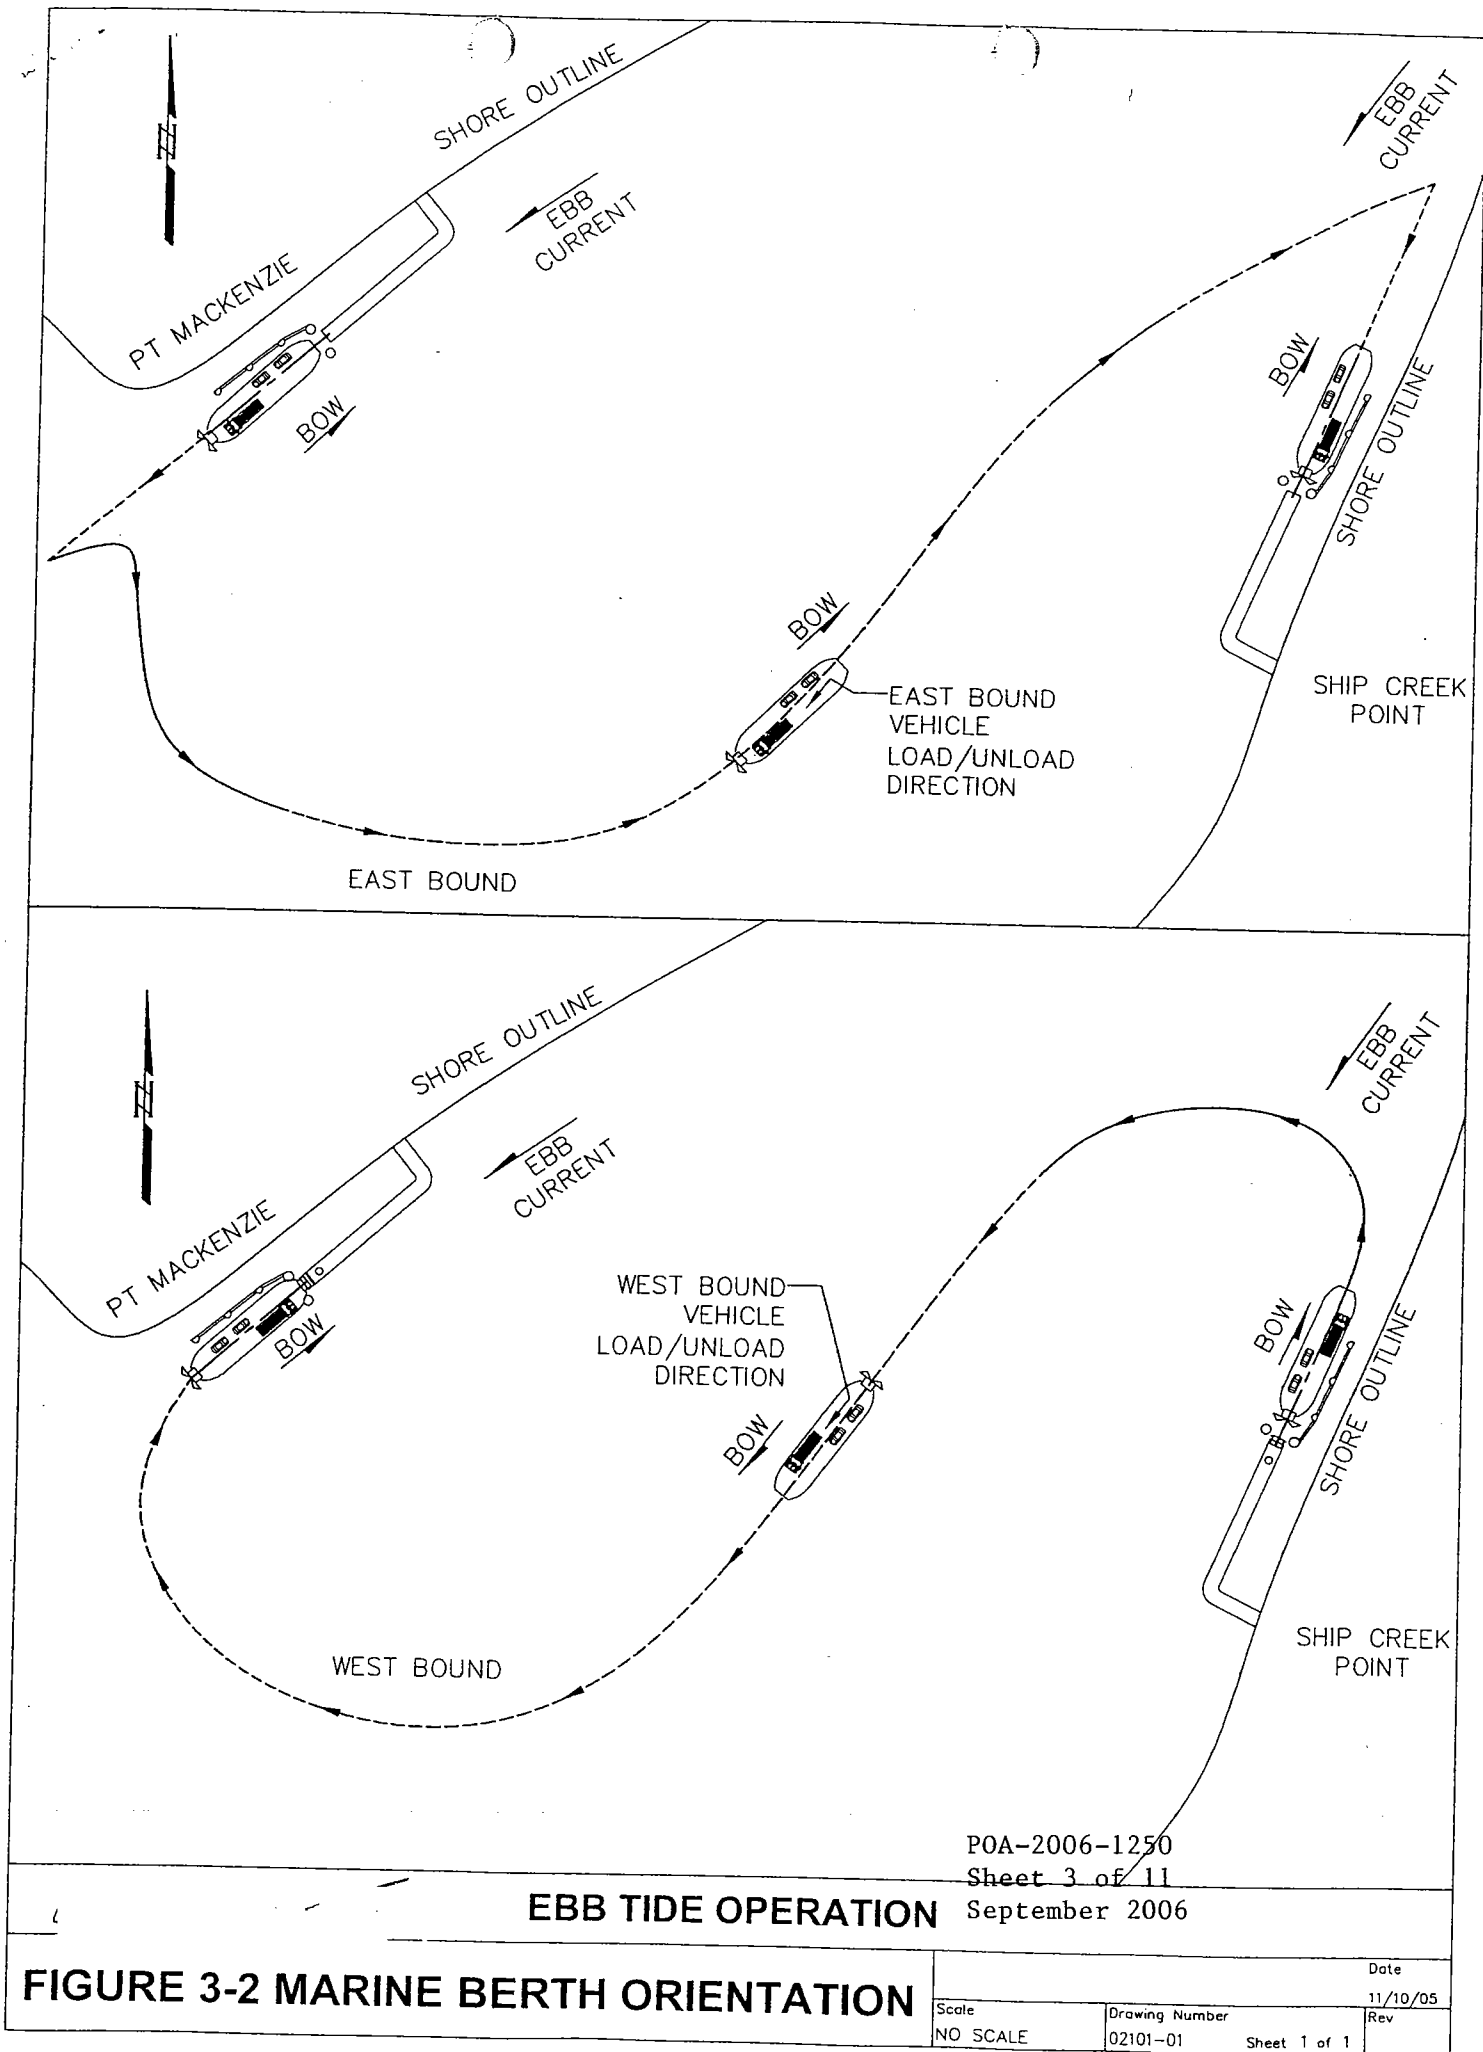 N
SHORE OUTLINE
EBB
CURRENT
EBB
CURRENT
PT MACKENZIE
BOW
BOW
SHORE OUTLINE
BOW
EAST BOUND
VEHICLE
LOAD/UNLOAD
DIRECTION
SHIP CREEK
POINT
EAST BOUND
N
SHORE OUTLINE
EBB
CURRENT
EBB
CURRENT
PT MACKENZIE
BOW
WEST BOUND
VEHICLE
LOAD/UNLOAD
DIRECTION
BOW
BOW
SHORE OUTLINE
SHIP CREEK
POINT
WEST BOUND
POA-2006-1250
Sheet 3 of 11
September 2006
EBB TIDE OPERATION
FIGURE 3-2 MARINE BERTH ORIENTATION
Date
11/10/05
Scale
NO SCALE
Drawing Number
02101-01
Sheet 1 of 1
Rev